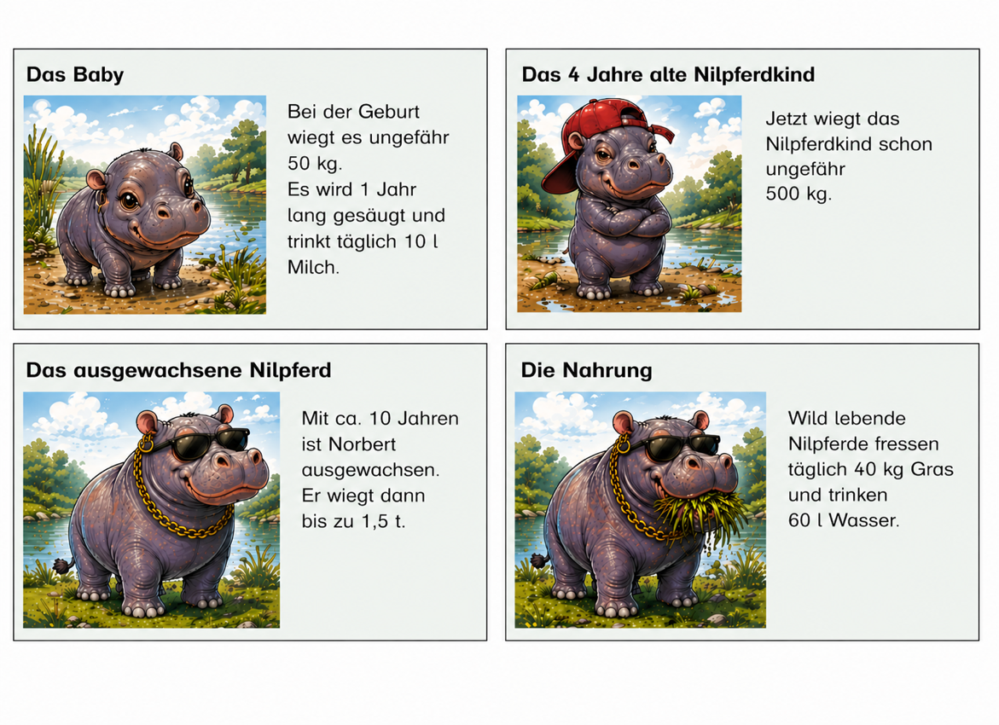 Das Baby
Bei der Geburt
wiegt es ungefähr
50 kg.
Es wird 1 Jahr
lang gesäugt und
trinkt täglich 10 l
Milch.
Das 4 Jahre alte Nilpferdkind
Jetzt wiegt das
Nilpferdkind schon
ungefähr
500 kg.
Das ausgewachsene Nilpferd
Mit ca. 10 Jahren
ist Norbert
ausgewachsen.
Er wiegt dann
bis zu 1,5 t.
Die Nahrung
Wild lebende
Nilpferde fressen
täglich 40 kg Gras
und trinken
60 l Wasser.